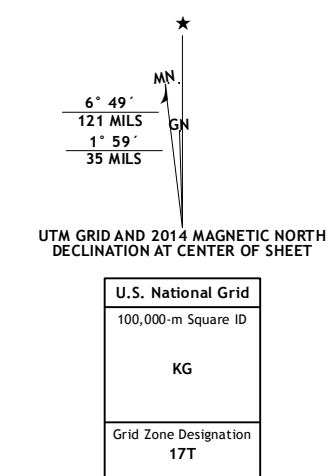 ★
MN
6° 49´
121 MILS
GN
1° 59´
35 MILS
UTM GRID AND 2014 MAGNETIC NORTH
DECLINATION AT CENTER OF SHEET
U.S. National Grid
100,000-m Square ID
KG
Grid Zone Designation
17T